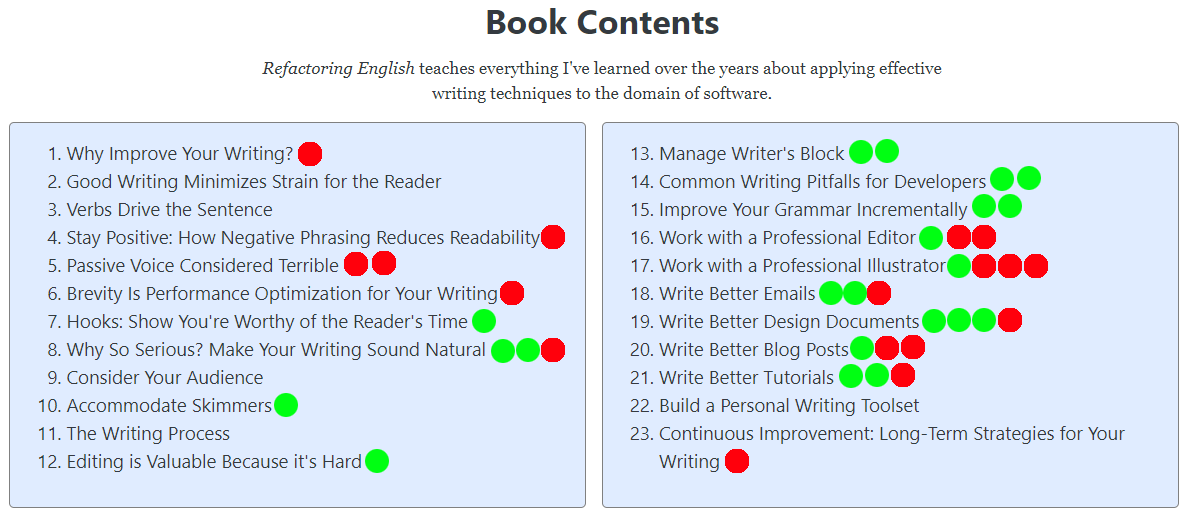 Book Contents
Refactoring English teaches everything I've learned over the years about applying effective
writing techniques to the domain of software.
1. Why Improve Your Writing?
2. Good Writing Minimizes Strain for the Reader
3. Verbs Drive the Sentence
4. Stay Positive: How Negative Phrasing Reduces Readability
5. Passive Voice Considered Terrible
6. Brevity Is Performance Optimization for Your Writing
7. Hooks: Show You're Worthy of the Reader's Time
8. Why So Serious? Make Your Writing Sound Natural
9. Consider Your Audience
10. Accommodate Skimmers
11. The Writing Process
12. Editing is Valuable Because it's Hard
13. Manage Writer's Block
14. Common Writing Pitfalls for Developers
15. Improve Your Grammar Incrementally
16. Work with a Professional Editor
17. Work with a Professional Illustrator
18. Write Better Emails
19. Write Better Design Documents
20. Write Better Blog Posts
21. Write Better Tutorials
22. Build a Personal Writing Toolset
23. Continuous Improvement: Long-Term Strategies for Your
Writing